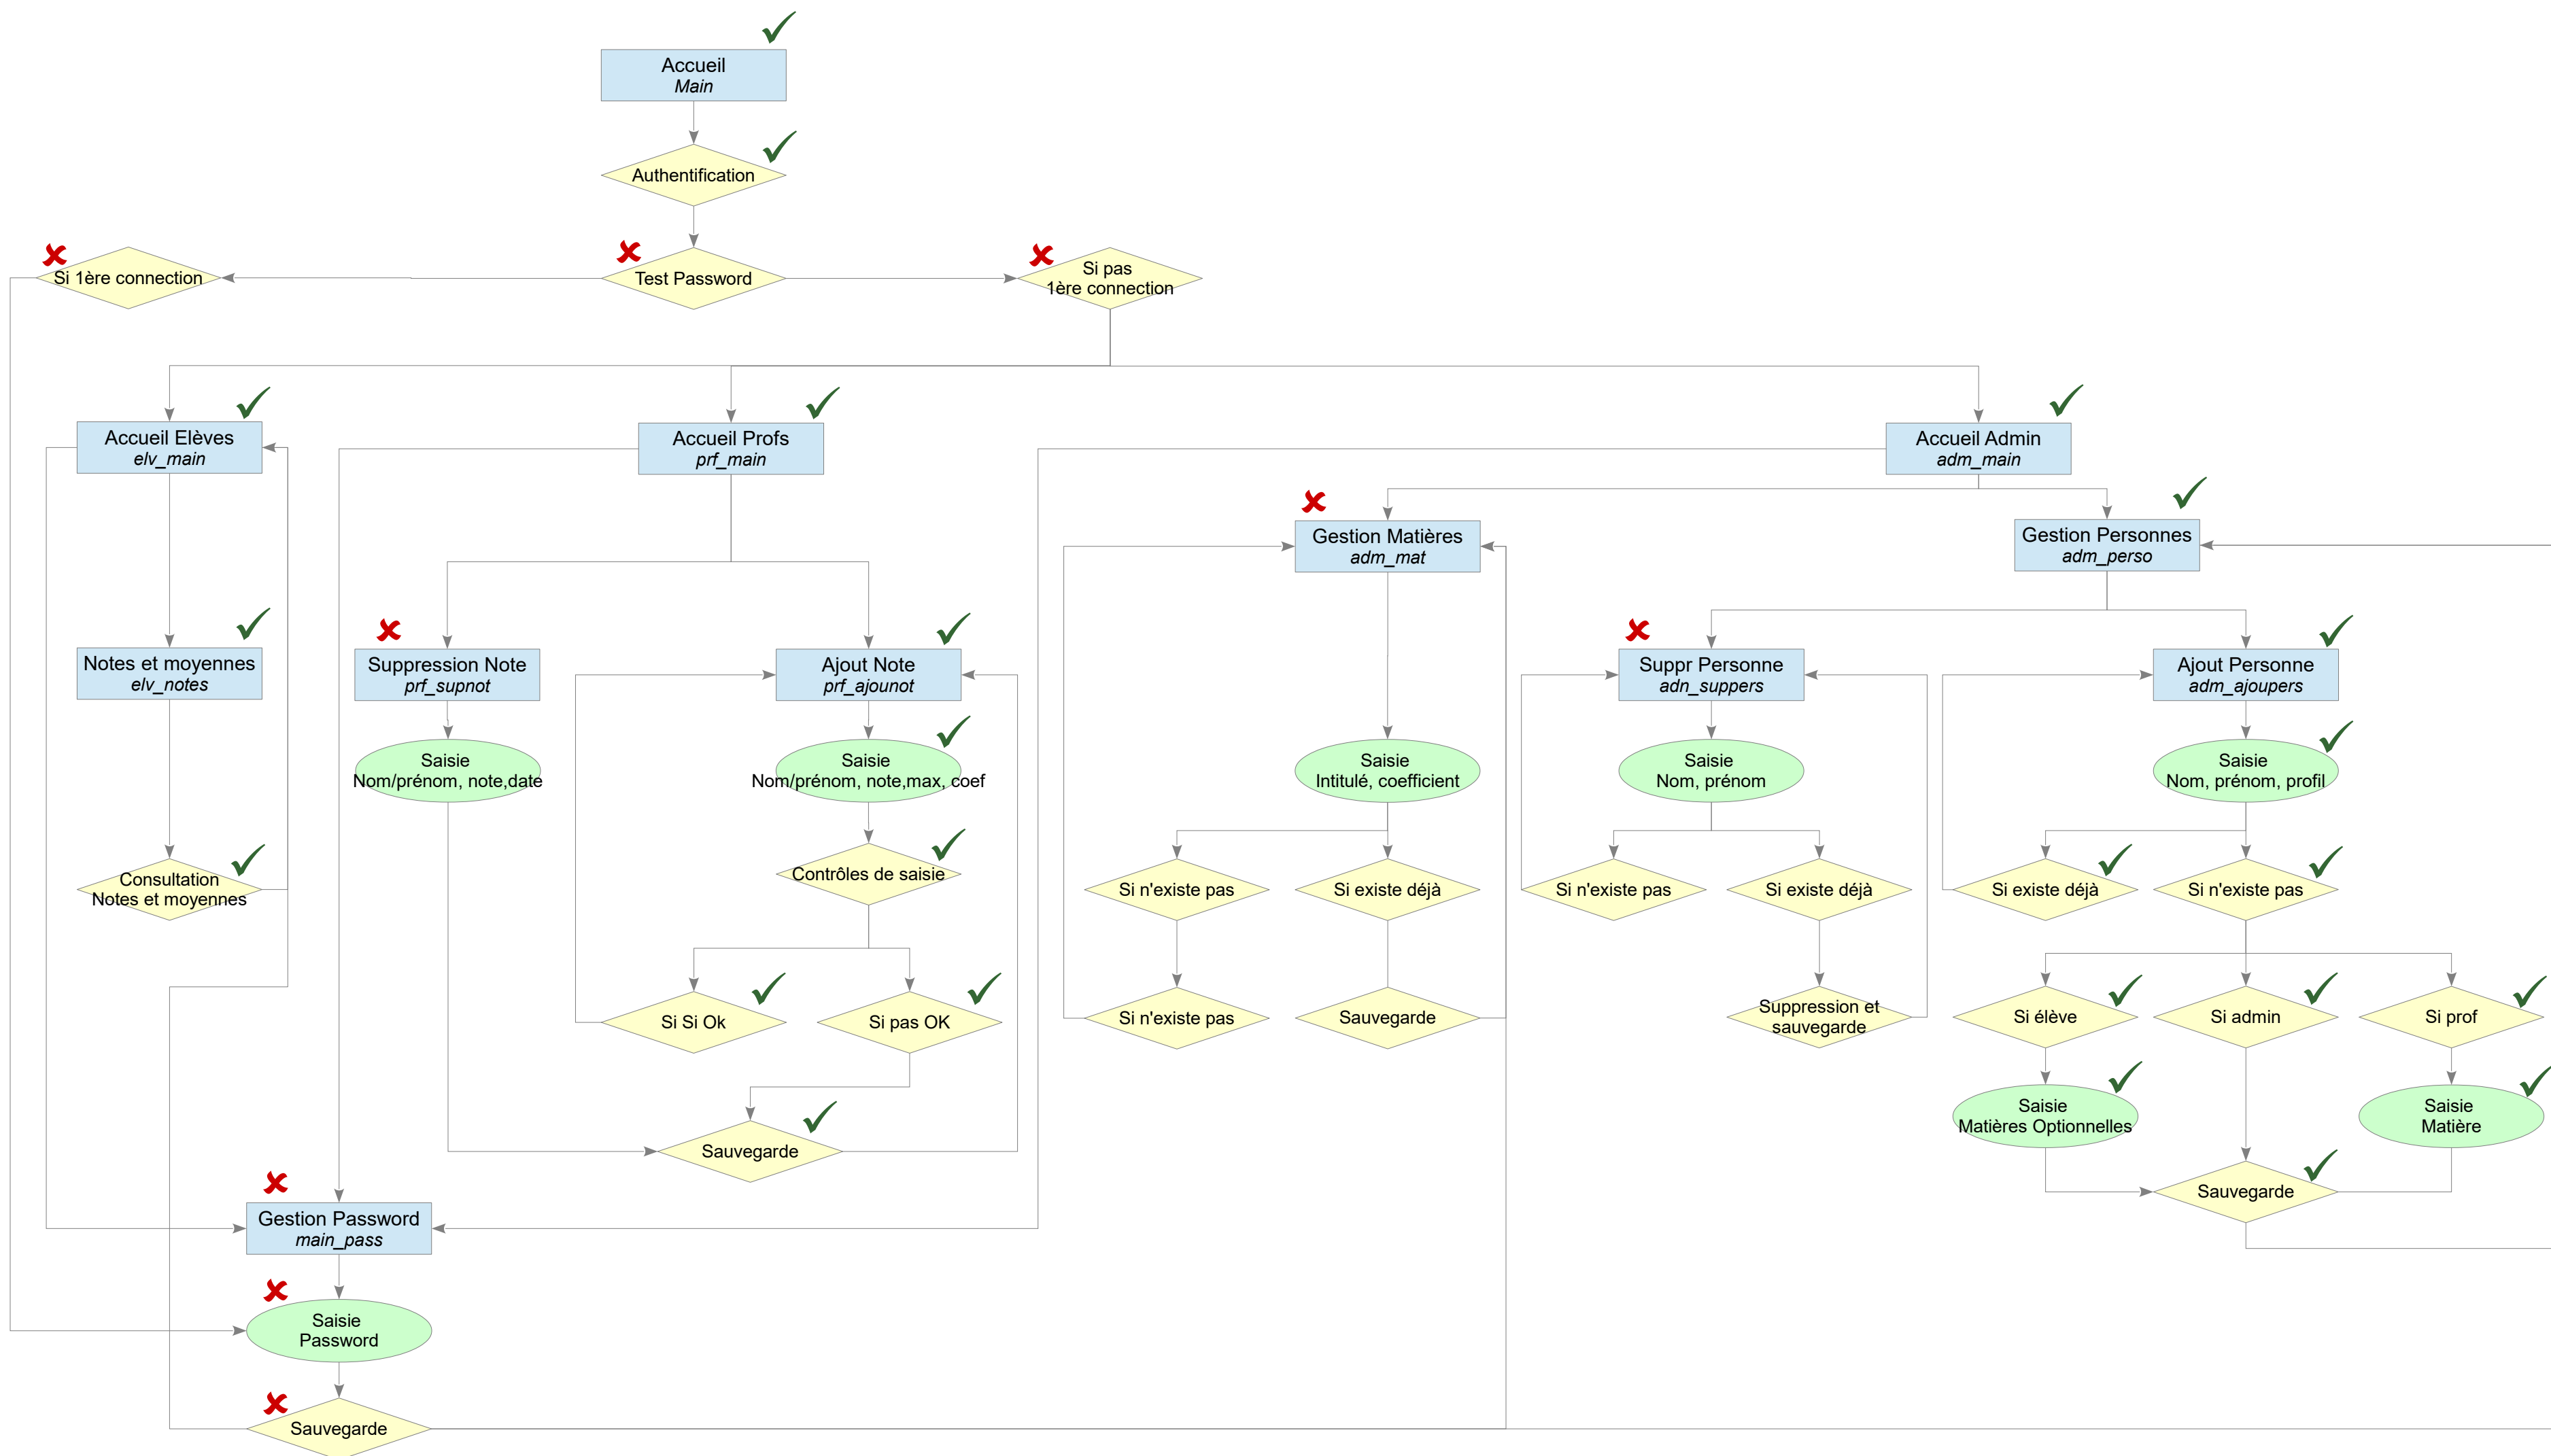 Accueil
Main
Authentification
Si 1ère connection
Test Password
Si pas
1ère connection
Accueil Elèves
elv_main
Accueil Profs
prf_main
Accueil Admin
adm_main
Gestion Matières
adm_mat
Gestion Personnes
adm_perso
Notes et moyennes
elv_notes
Suppression Note
prf_supnot
Ajout Note
prf_ajounot
Suppr Personne
adn_suppers
Ajout Personne
adm_ajoupers
Saisie
Nom/prénom, note,date
Saisie
Nom/prénom, note,max, coef
Saisie
Intitulé, coefficient
Saisie
Nom, prénom
Saisie
Nom, prénom, profil
Consultation
Notes et moyennes
Contrôles de saisie
Si n'existe pas
Si existe déjà
Si n'existe pas
Si existe déjà
Si existe déjà
Si n'existe pas
Si Si Ok
Si pas OK
Si n'existe pas
Sauvegarde
Suppression et
sauvegarde
Si élève
Si admin
Si prof
Saisie
Matières Optionnelles
Saisie
Matière
Sauvegarde
Sauvegarde
Gestion Password
main_pass
Saisie
Password
Sauvegarde